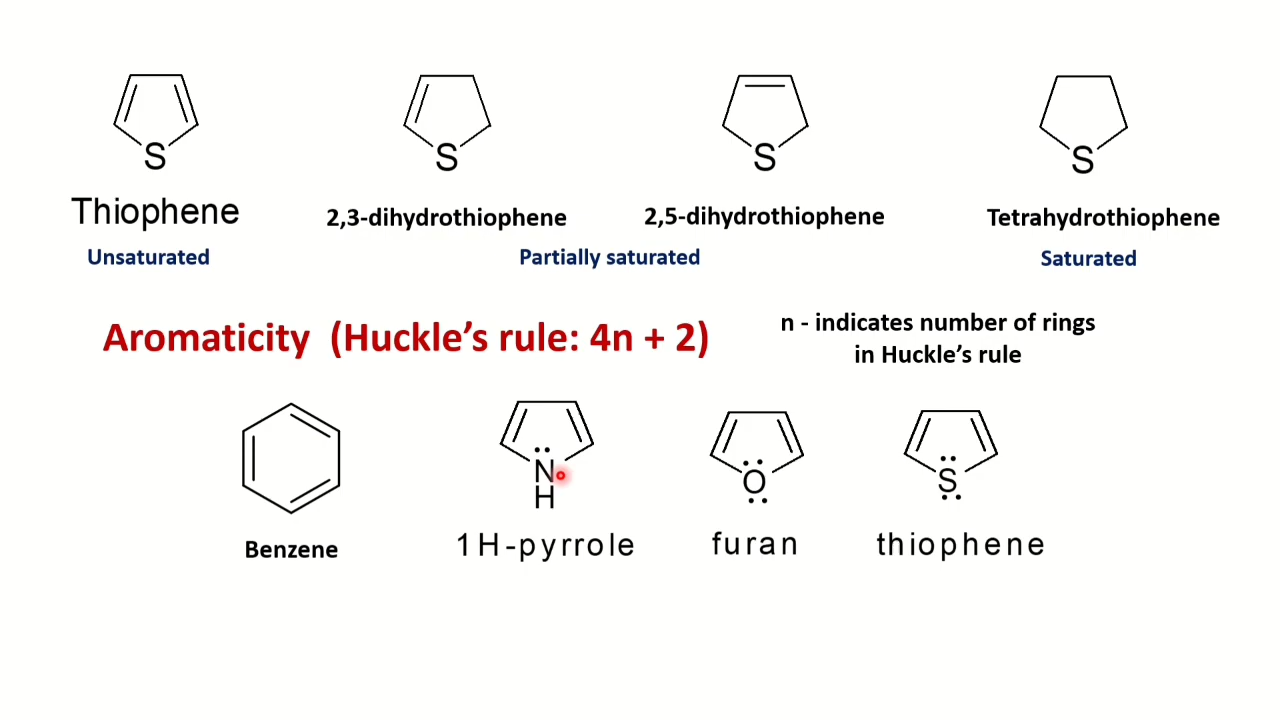 S S S S
Thiophene 2,3-dihydrothiophene 2,5-dihydrothiophene Tetrahydrothiophene
Unsaturated Partially saturated Saturated
Aromaticity (Huckle's rule: 4n + 2)
n - indicates number of rings
in Huckle's rule
N O S
H
Benzene 1H-pyrrole furan thiophene